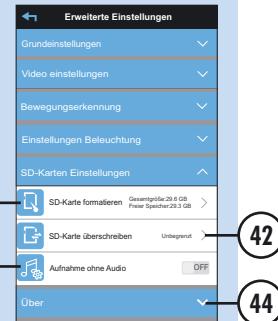 Erweiterte Einstellungen
Grundeinstellungen
Video einstellungen
Bewegungserkennung
Einstellungen Beleuchtung
SD-Karten Einstellungen
SD-Karte formatieren Gesamtgröße:29.6 GB
Freier Speicher:29.3 GB
SD-Karte überschreiben Unbegrenzt
42
Aufnahme ohne Audio OFF
Über
44